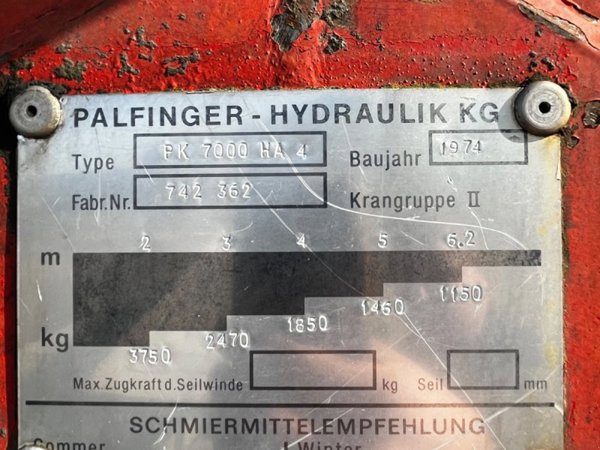 PALFINGER - HYDRAULIK KG
Type PK 7000 HA 4 Baujahr 1974
Fabr.Nr. 742 362 Krangruppe II
m 2 3 4 5 6.2
kg 3750 2470 1850 1460 1150
Max.Zugkraft d.Seilwinde kg Seil mm
SCHMIERMITTELEMPFEHLUNG
Sommer Winter